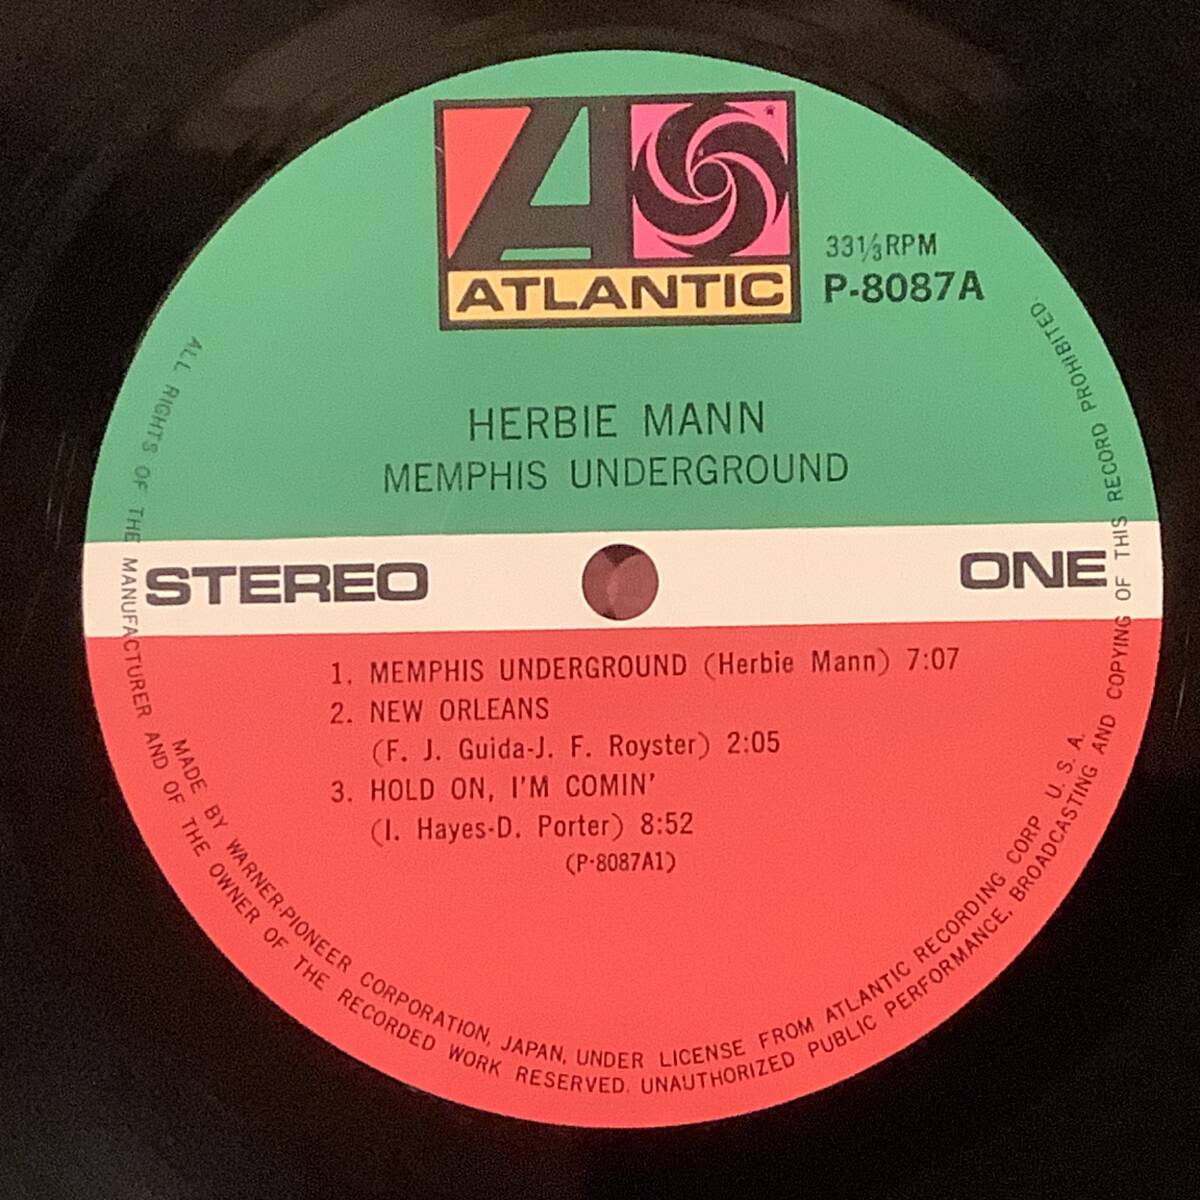 ATLANTIC
33⅓RPM
P-8087A
HERBIE MANN
MEMPHIS UNDERGROUND
STEREO
ONE
1. MEMPHIS UNDERGROUND (Herbie Mann) 7:07
2. NEW ORLEANS
(F. J. Guida-J. F. Royster) 2:05
3. HOLD ON, I'M COMIN'
(I. Hayes-D. Porter) 8:52
(P·8087A1)
MADE BY WARNER-PIONEER CORPORATION, JAPAN, UNDER LICENSE FROM ATLANTIC RECORDING CORP U. S. A.
ALL RIGHTS OF THE MANUFACTURER AND OF THE OWNER OF THE RECORDED WORK RESERVED. UNAUTHORIZED PUBLIC PERFORMANCE, BROADCASTING AND COPYING OF THIS RECORD PROHIBITED.